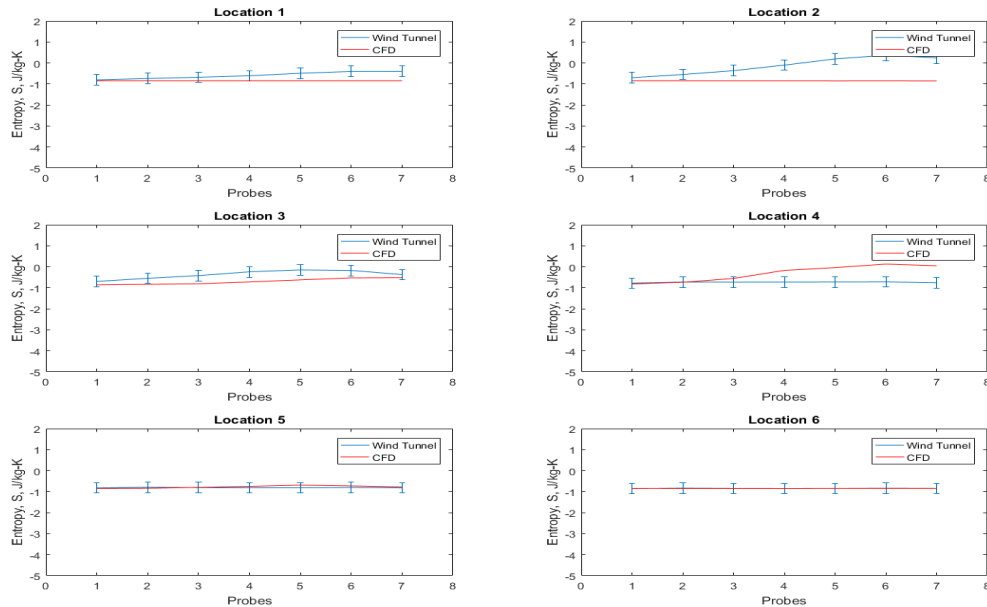 Location 1
Entropy, S, J/kg-K
2
1
0
-1
-2
-3
-4
-5
Wind Tunnel
CFD
0 1 2 3 4 5 6 7 8
Probes
Location 2
Entropy, S, J/kg-K
2
1
0
-1
-2
-3
-4
-5
Wind Tunnel
CFD
0 1 2 3 4 5 6 7 8
Probes
Location 3
Entropy, S, J/kg-K
2
1
0
-1
-2
-3
-4
-5
Wind Tunnel
CFD
0 1 2 3 4 5 6 7 8
Probes
Location 4
Entropy, S, J/kg-K
2
1
0
-1
-2
-3
-4
-5
Wind Tunnel
CFD
0 1 2 3 4 5 6 7 8
Probes
Location 5
Entropy, S, J/kg-K
2
1
0
-1
-2
-3
-4
-5
Wind Tunnel
CFD
0 1 2 3 4 5 6 7 8
Probes
Location 6
Entropy, S, J/kg-K
2
1
0
-1
-2
-3
-4
-5
Wind Tunnel
CFD
0 1 2 3 4 5 6 7 8
Probes